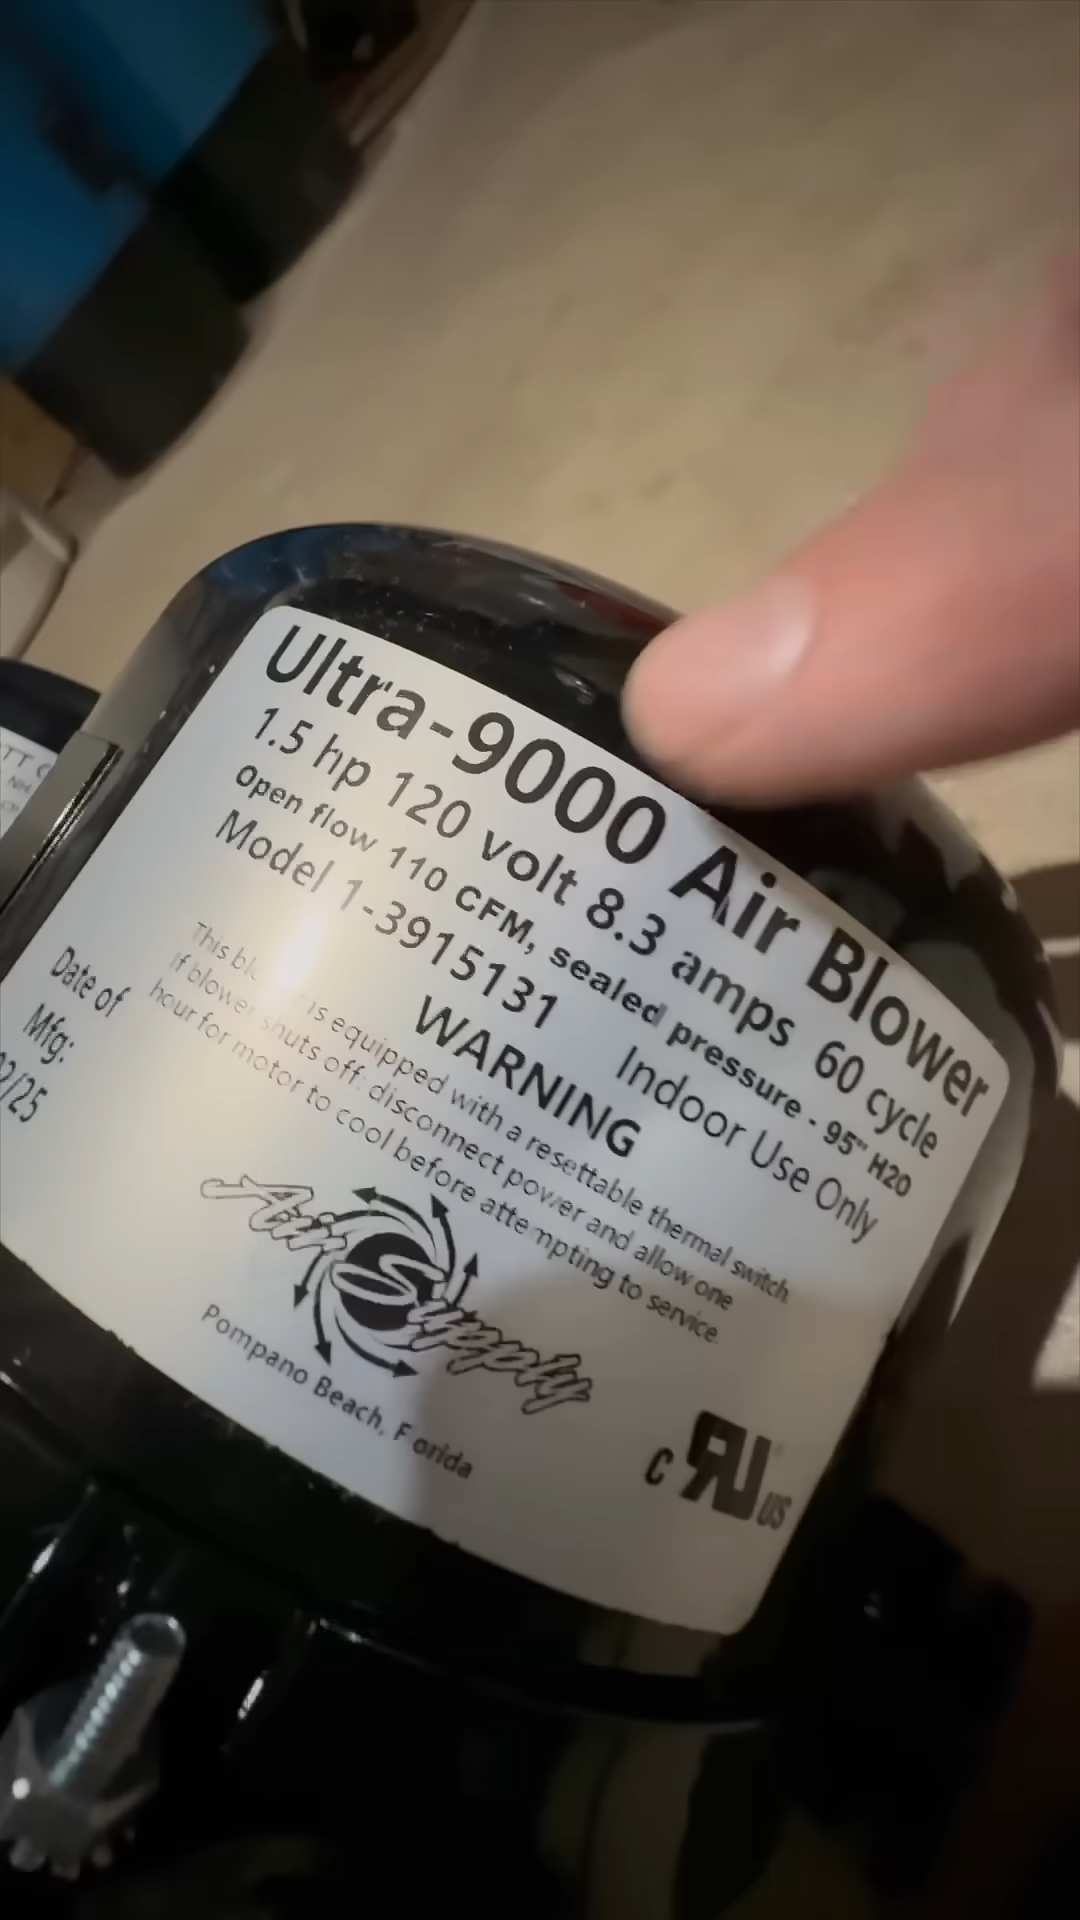 Ultra-9000 Air Blower
1.5 hp 120 volt 8.3 amps 60 cycle
Open flow 110 CFM, sealed pressure - 95" H2O
Model 1-3915131 Indoor Use Only
WARNING
This is equipped with a resettable thermal switch.
If blower shuts off: disconnect power and allow one
hour for motor to cool before attempting to service.
Date of
Mfg:
2/25
Air Supply
Pompano Beach, F orida
c RU US